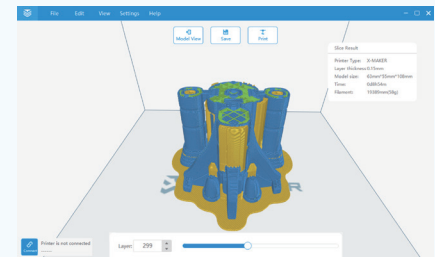 File Edit View Settings Help
Model View
Save
Print
Slice Result
Printer Type: X-MAKER
Layer thickness: 0.15mm
Model size:
Time:
Filament:
Layer: 299
Printer is not connected